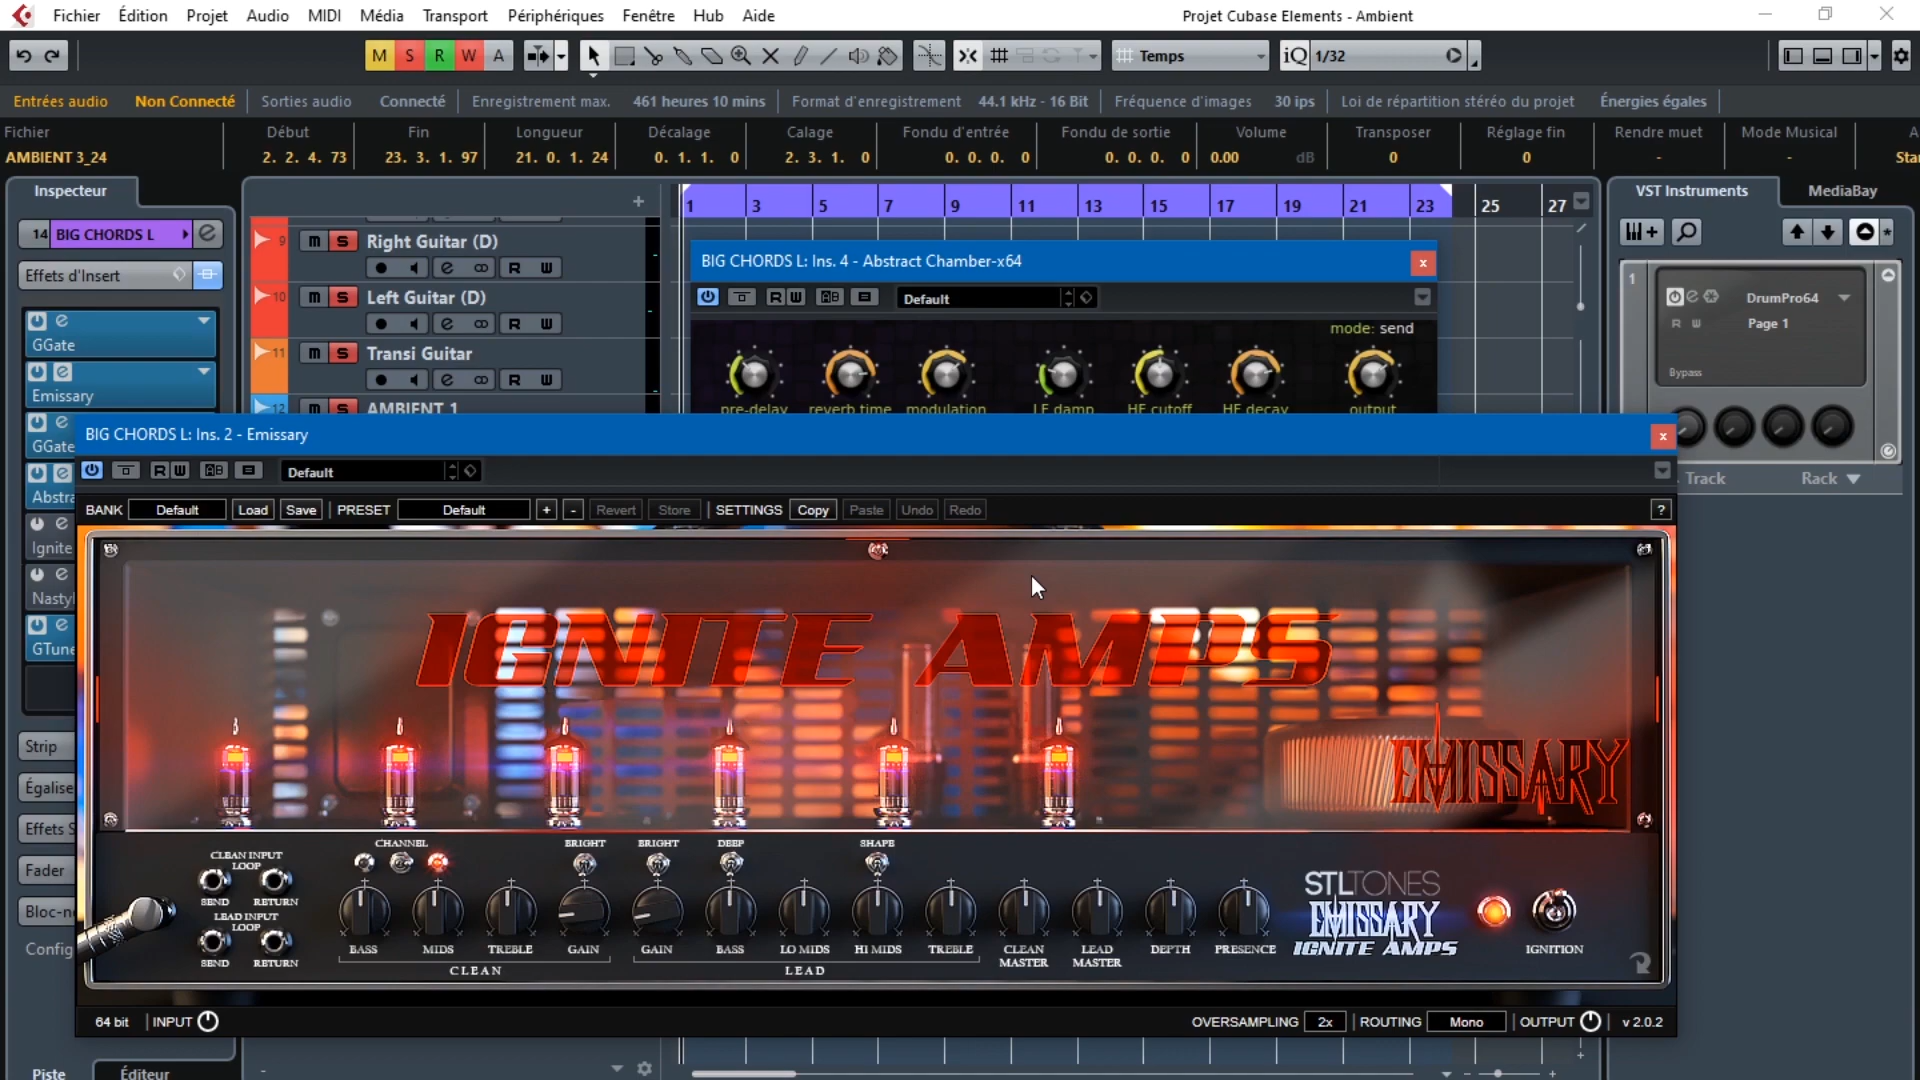 Fichier Édition Projet Audio MIDI Média Transport Périphériques Fenêtre Hub Aide Projet Cubase Elements - Ambient
M S R W A Temps iQ 1/32
Entrées audio Non Connecté Sorties audio Connecté Enregistrement max. 461 heures 10 mins Format d'enregistrement 44.1 kHz - 16 Bit Fréquence d'images 30 ips Loi de répartition stéréo du projet Énergies égales
Fichier Début Fin Longueur Décalage Calage Fondu d'entrée Fondu de sortie Volume Transposer Réglage fin Rendre muet Mode Musical A
AMBIENT 3_24 2. 2. 4. 73 23. 3. 1. 97 21. 0. 1. 24 0. 1. 1. 0 2. 3. 1. 0 0. 0. 0. 0 0. 0. 0. 0 0.00 dB 0 0 - - Star
Inspecteur + VST Instruments MediaBay
1 3 5 7 9 11 13 15 17 19 21 23 25 27
14 BIG CHORDS L
9 m S Right Guitar (D)
R W
BIG CHORDS L: Ins. 4 - Abstract Chamber-x64 x
Effets d'Insert
10 m S Left Guitar (D)
R W
R W Default
1 DrumPro64
R W Page 1
Bypass
GGate
11 m S Transi Guitar
R W
mode: send
Emissary
12 m S AMBIENT 1
pre-delay reverb time modulation LF damp HF cutoff HF decay output
GGate
BIG CHORDS L: Ins. 2 - Emissary x
R W Default
Track Rack
Abstra
BANK Default Load Save PRESET Default + - Revert Store SETTINGS Copy Paste Undo Redo ?
Ignite
Nastyl
GTune
IGNITE AMPS
EMISSARY
Strip
Égalise
Effets S
Fader
Bloc-no
Config
CHANNEL BRIGHT BRIGHT DEEP SHAPE
CLEAN INPUT
LOOP
SEND RETURN
LEAD INPUT
LOOP
SEND RETURN
BASS MIDS TREBLE GAIN GAIN BASS LO MIDS HI MIDS TREBLE CLEAN MASTER LEAD MASTER DEPTH PRESENCE
CLEAN LEAD
STLTONES
EMISSARY
IGNITE AMPS
IGNITION
64 bit INPUT OVERSAMPLING 2x ROUTING Mono OUTPUT v 2.0.2
Piste Éditeur -